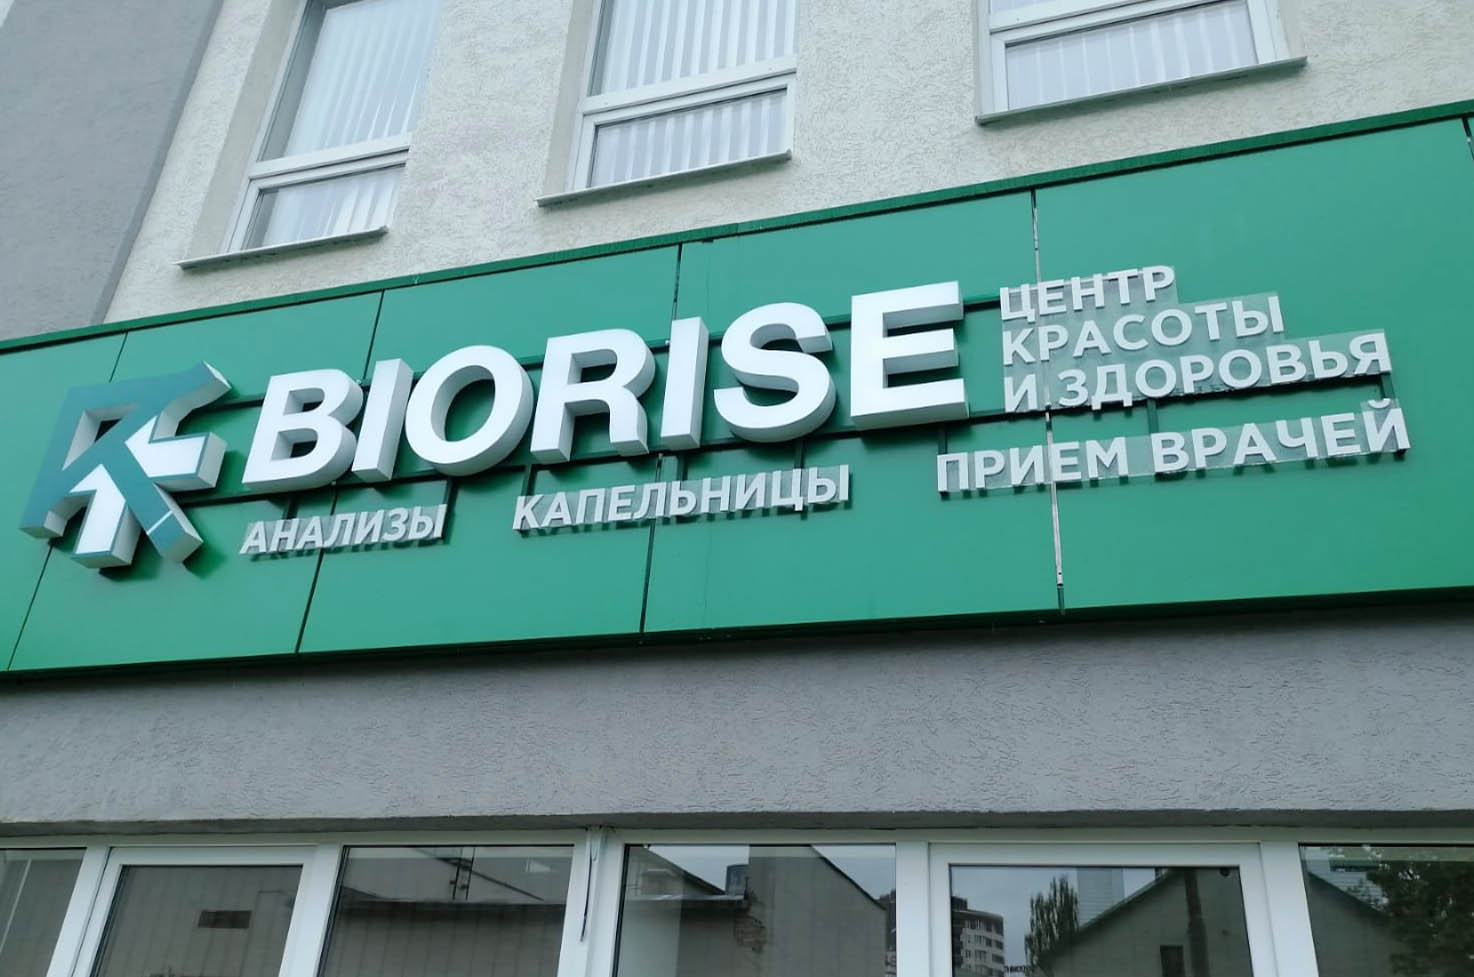 BIORISE
ЦЕНТР
КРАСОТЫ
И ЗДОРОВЬЯ
АНАЛИЗЫ КАПЕЛЬНИЦЫ ПРИЕМ ВРАЧЕЙ